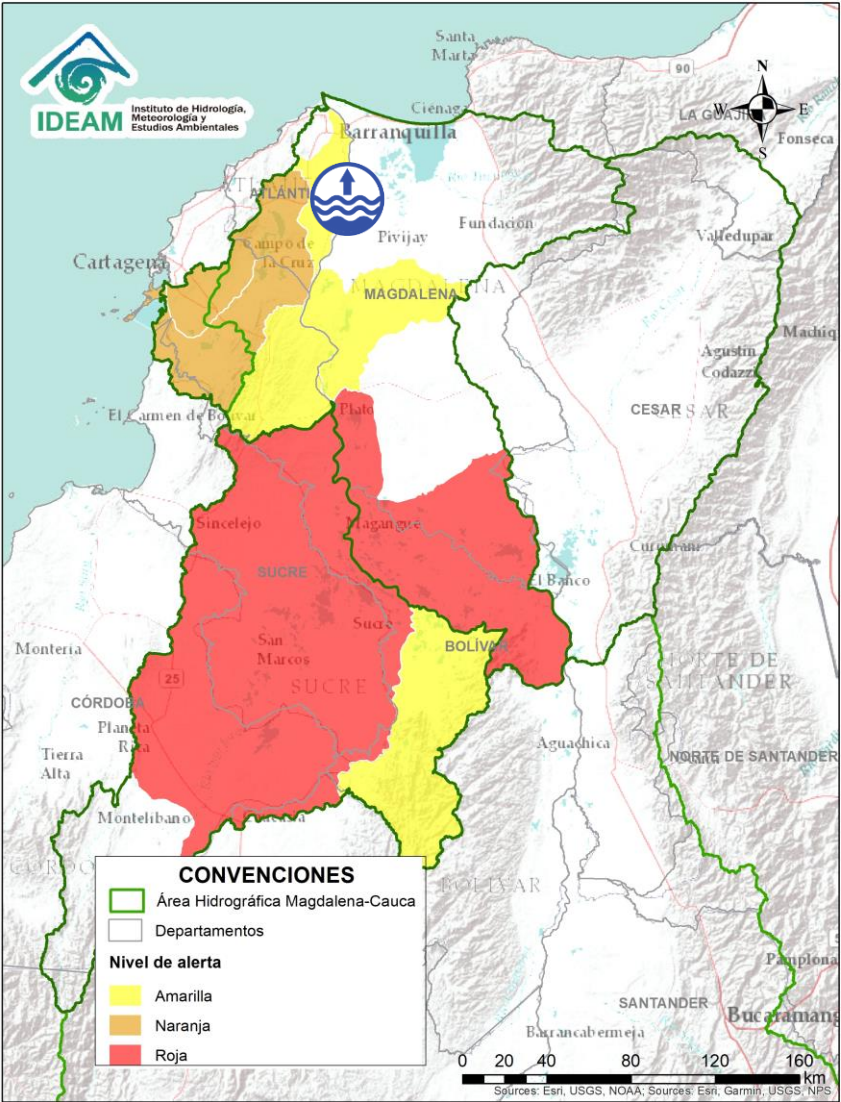 IDEAM
Instituto de Hidrología,
Meteorología y
Estudios Ambientales
Santa
Marta
90
N
W
E
S
Ciénaga
LA GUAJIRA
Fonseca
Barranquilla
Fundación
Pivijay
Valledupar
Campo de
la Cruz
Cartagena
MAGDALENA
MAGDALENA
Agustín
Codazzi
CESAR
CESAR
El Carmen de Bolívar
Plato
Sincelejo
Magangué
SUCRE
El Banco
Sucre
San
Marcos
BOLÍVAR
Montería
SUCRE
25
NORTE DE
SANTANDER
CÓRDOBA
Planeta
Rica
Aguachica
Tierra
Alta
NORTE DE SANTANDER
Montelibano
BOLÍVAR
CONVENCIONES
Área Hidrográfica Magdalena-Cauca
Departamentos
Nivel de alerta
Amarilla
Naranja
Roja
Pamplona
SANTANDER
Bucaramang
Barrancabermeja
0 20 40 80 120 160
km
Sources: Esri, USGS, NOAA; Sources: Esri, Garmin, USGS, NPS